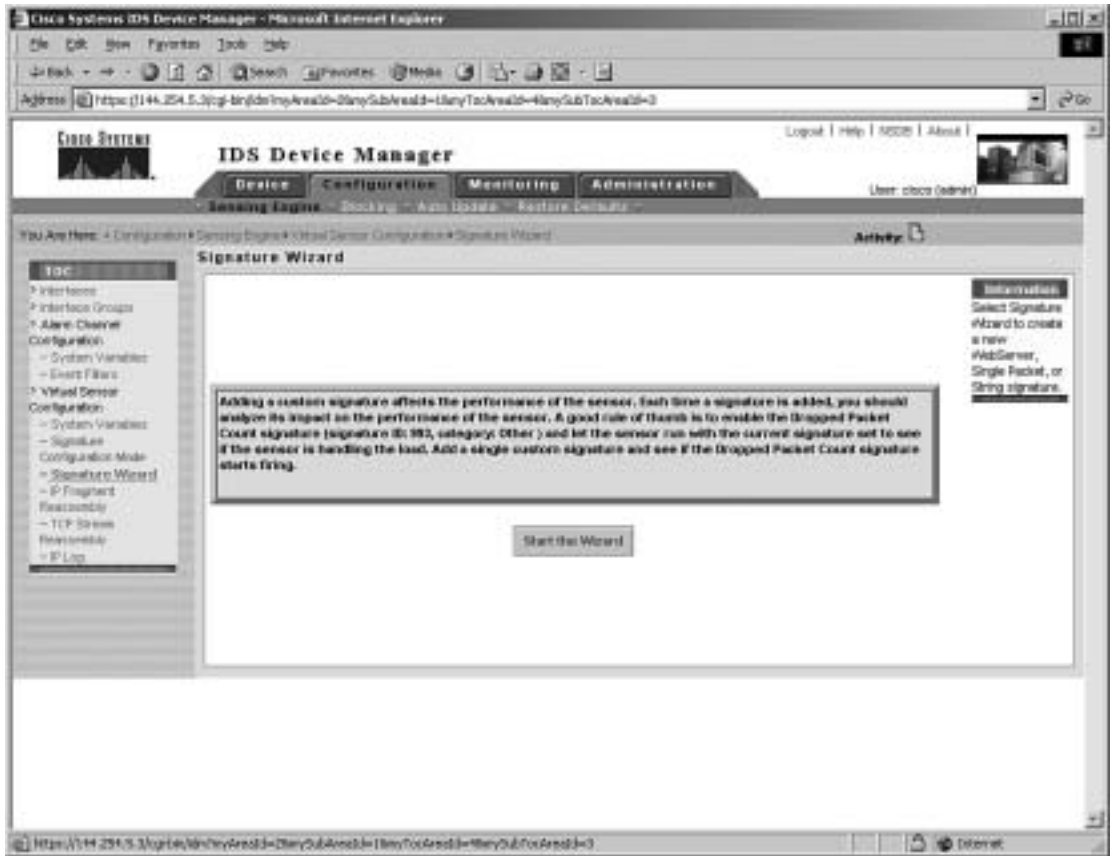 Cisco Systems IDS Device Manager - Microsoft Internet Explorer
File Edit View Favorites Tools Help
Back Search Favorites Media
Address Go
Cisco Systems
Logout | Help | NSDB | About |
IDS Device Manager
Device Configuration Monitoring Administration
User: cisco (admin)
Sensing Engine Blocking Auto Update Restore Defaults
You Are Here: Configuration Sensing Engine Virtual Sensor Configuration Signature Wizard
Activity:
Signature Wizard
TOC
Interfaces
Interface Groups
Alarm Channel
Configuration
System Variables
Event Filters
Virtual Sensor
Configuration
System Variables
Signature
Configuration Mode
Signature Wizard
IP Fragment
Reassembly
TCP Stream
Reassembly
IP Log
Adding a custom signature affects the performance of the sensor. Each time a signature is added, you should
analyze its impact on the performance of the sensor. A good rule of thumb is to enable the Dropped Packet
Count signature (signature ID: 993, category: Other ) and let the sensor run with the current signature set to see
if the sensor is handling the load. Add a single custom signature and see if the Dropped Packet Count signature
starts firing.
Start the Wizard
Information
Select Signature
Wizard to create
a new
WebServer,
Single Packet, or
String signature.
Internet